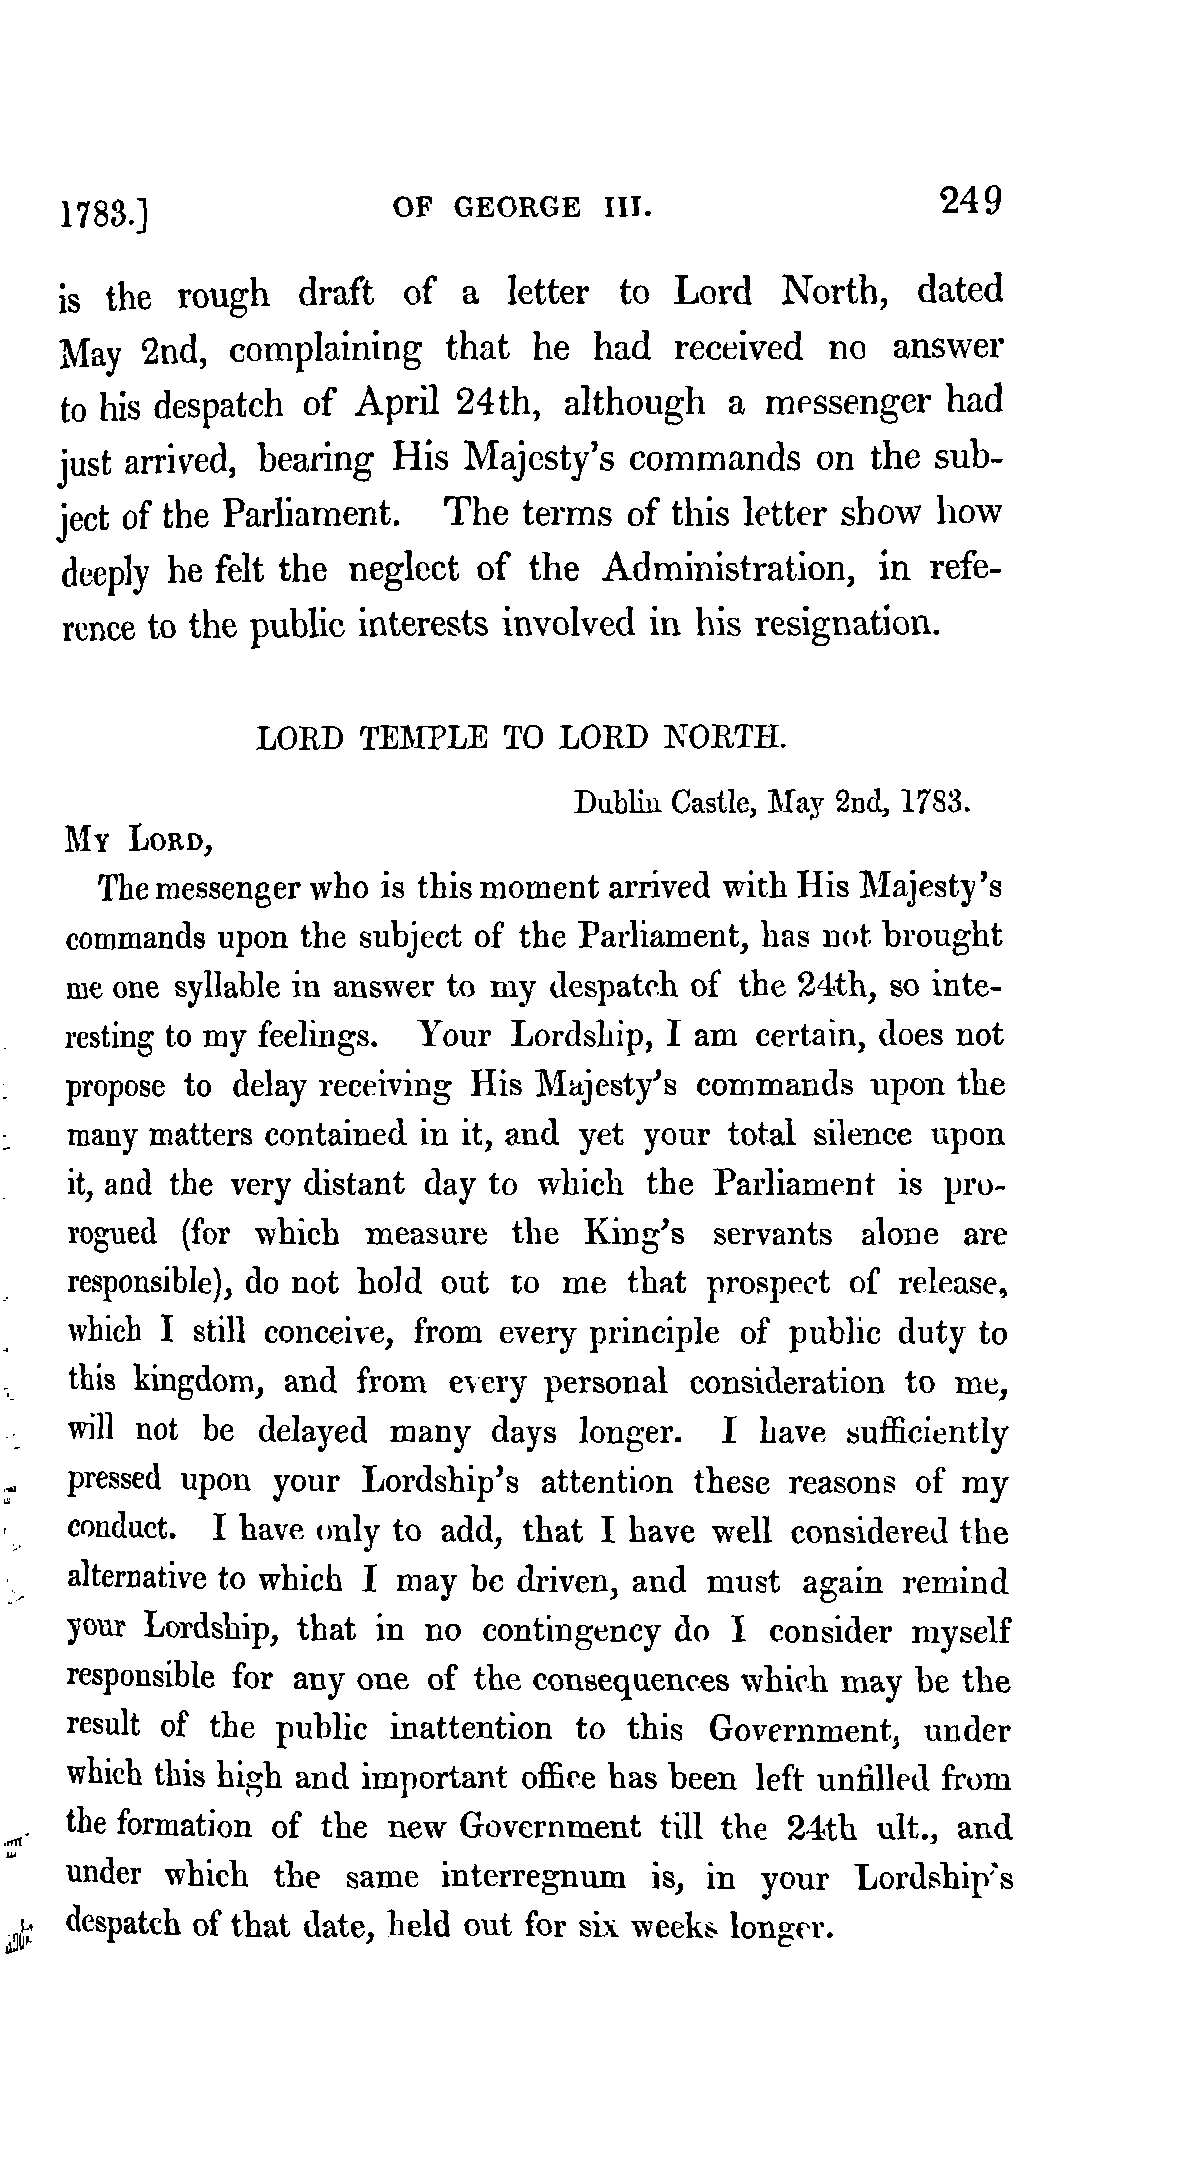 1783.] OF GEORGE III. 249
is the rough draft of a letter to Lord North, dated
May 2nd, complaining that he had received no answer
to his despatch of April 24th, although a messenger had
just arrived, bearing His Majesty's commands on the sub-
ject of the Parliament. The terms of this letter show how
deeply he felt the neglect of the Administration, in refe-
rence to the public interests involved in his resignation.
LORD TEMPLE TO LORD NORTH.
Dublin Castle, May 2nd, 1783.
MY LORD,
The messenger who is this moment arrived with His Majesty's
commands upon the subject of the Parliament, has not brought
me one syllable in answer to my despatch of the 24th, so inte-
resting to my feelings. Your Lordship, I am certain, does not
propose to delay receiving His Majesty's commands upon the
many matters contained in it, and yet your total silence upon
it, and the very distant day to which the Parliament is pro-
rogued (for which measure the King's servants alone are
responsible), do not hold out to me that prospect of release,
which I still conceive, from every principle of public duty to
this kingdom, and from every personal consideration to me,
will not be delayed many days longer. I have sufficiently
pressed upon your Lordship's attention these reasons of my
conduct. I have only to add, that I have well considered the
alternative to which I may be driven, and must again remind
your Lordship, that in no contingency do I consider myself
responsible for any one of the consequences which may be the
result of the public inattention to this Government, under
which this high and important office has been left unfilled from
the formation of the new Government till the 24th ult., and
under which the same interregnum is, in your Lordship's
despatch of that date, held out for six weeks longer.